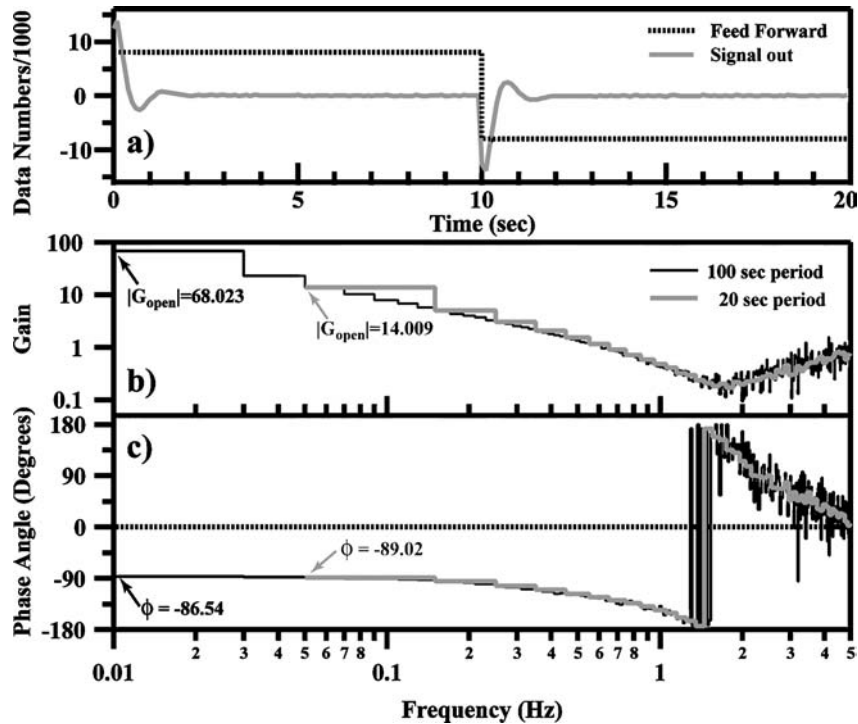 Data Numbers/1000
10
0
-10
a)
Feed Forward
Signal out
0
5
10
15
20
Time (sec)
Gain
100
10
1
0.1
b)
|Gopen|=68.023
|Gopen|=14.009
100 sec period
20 sec period
Phase Angle (Degrees)
180
90
0
-90
-180
c)
ϕ = -89.02
ϕ = -86.54
2 3 4 5 6 7 8 2 3 4 5 6 7 8 2 3 4 5
0.01 0.1 1
Frequency (Hz)